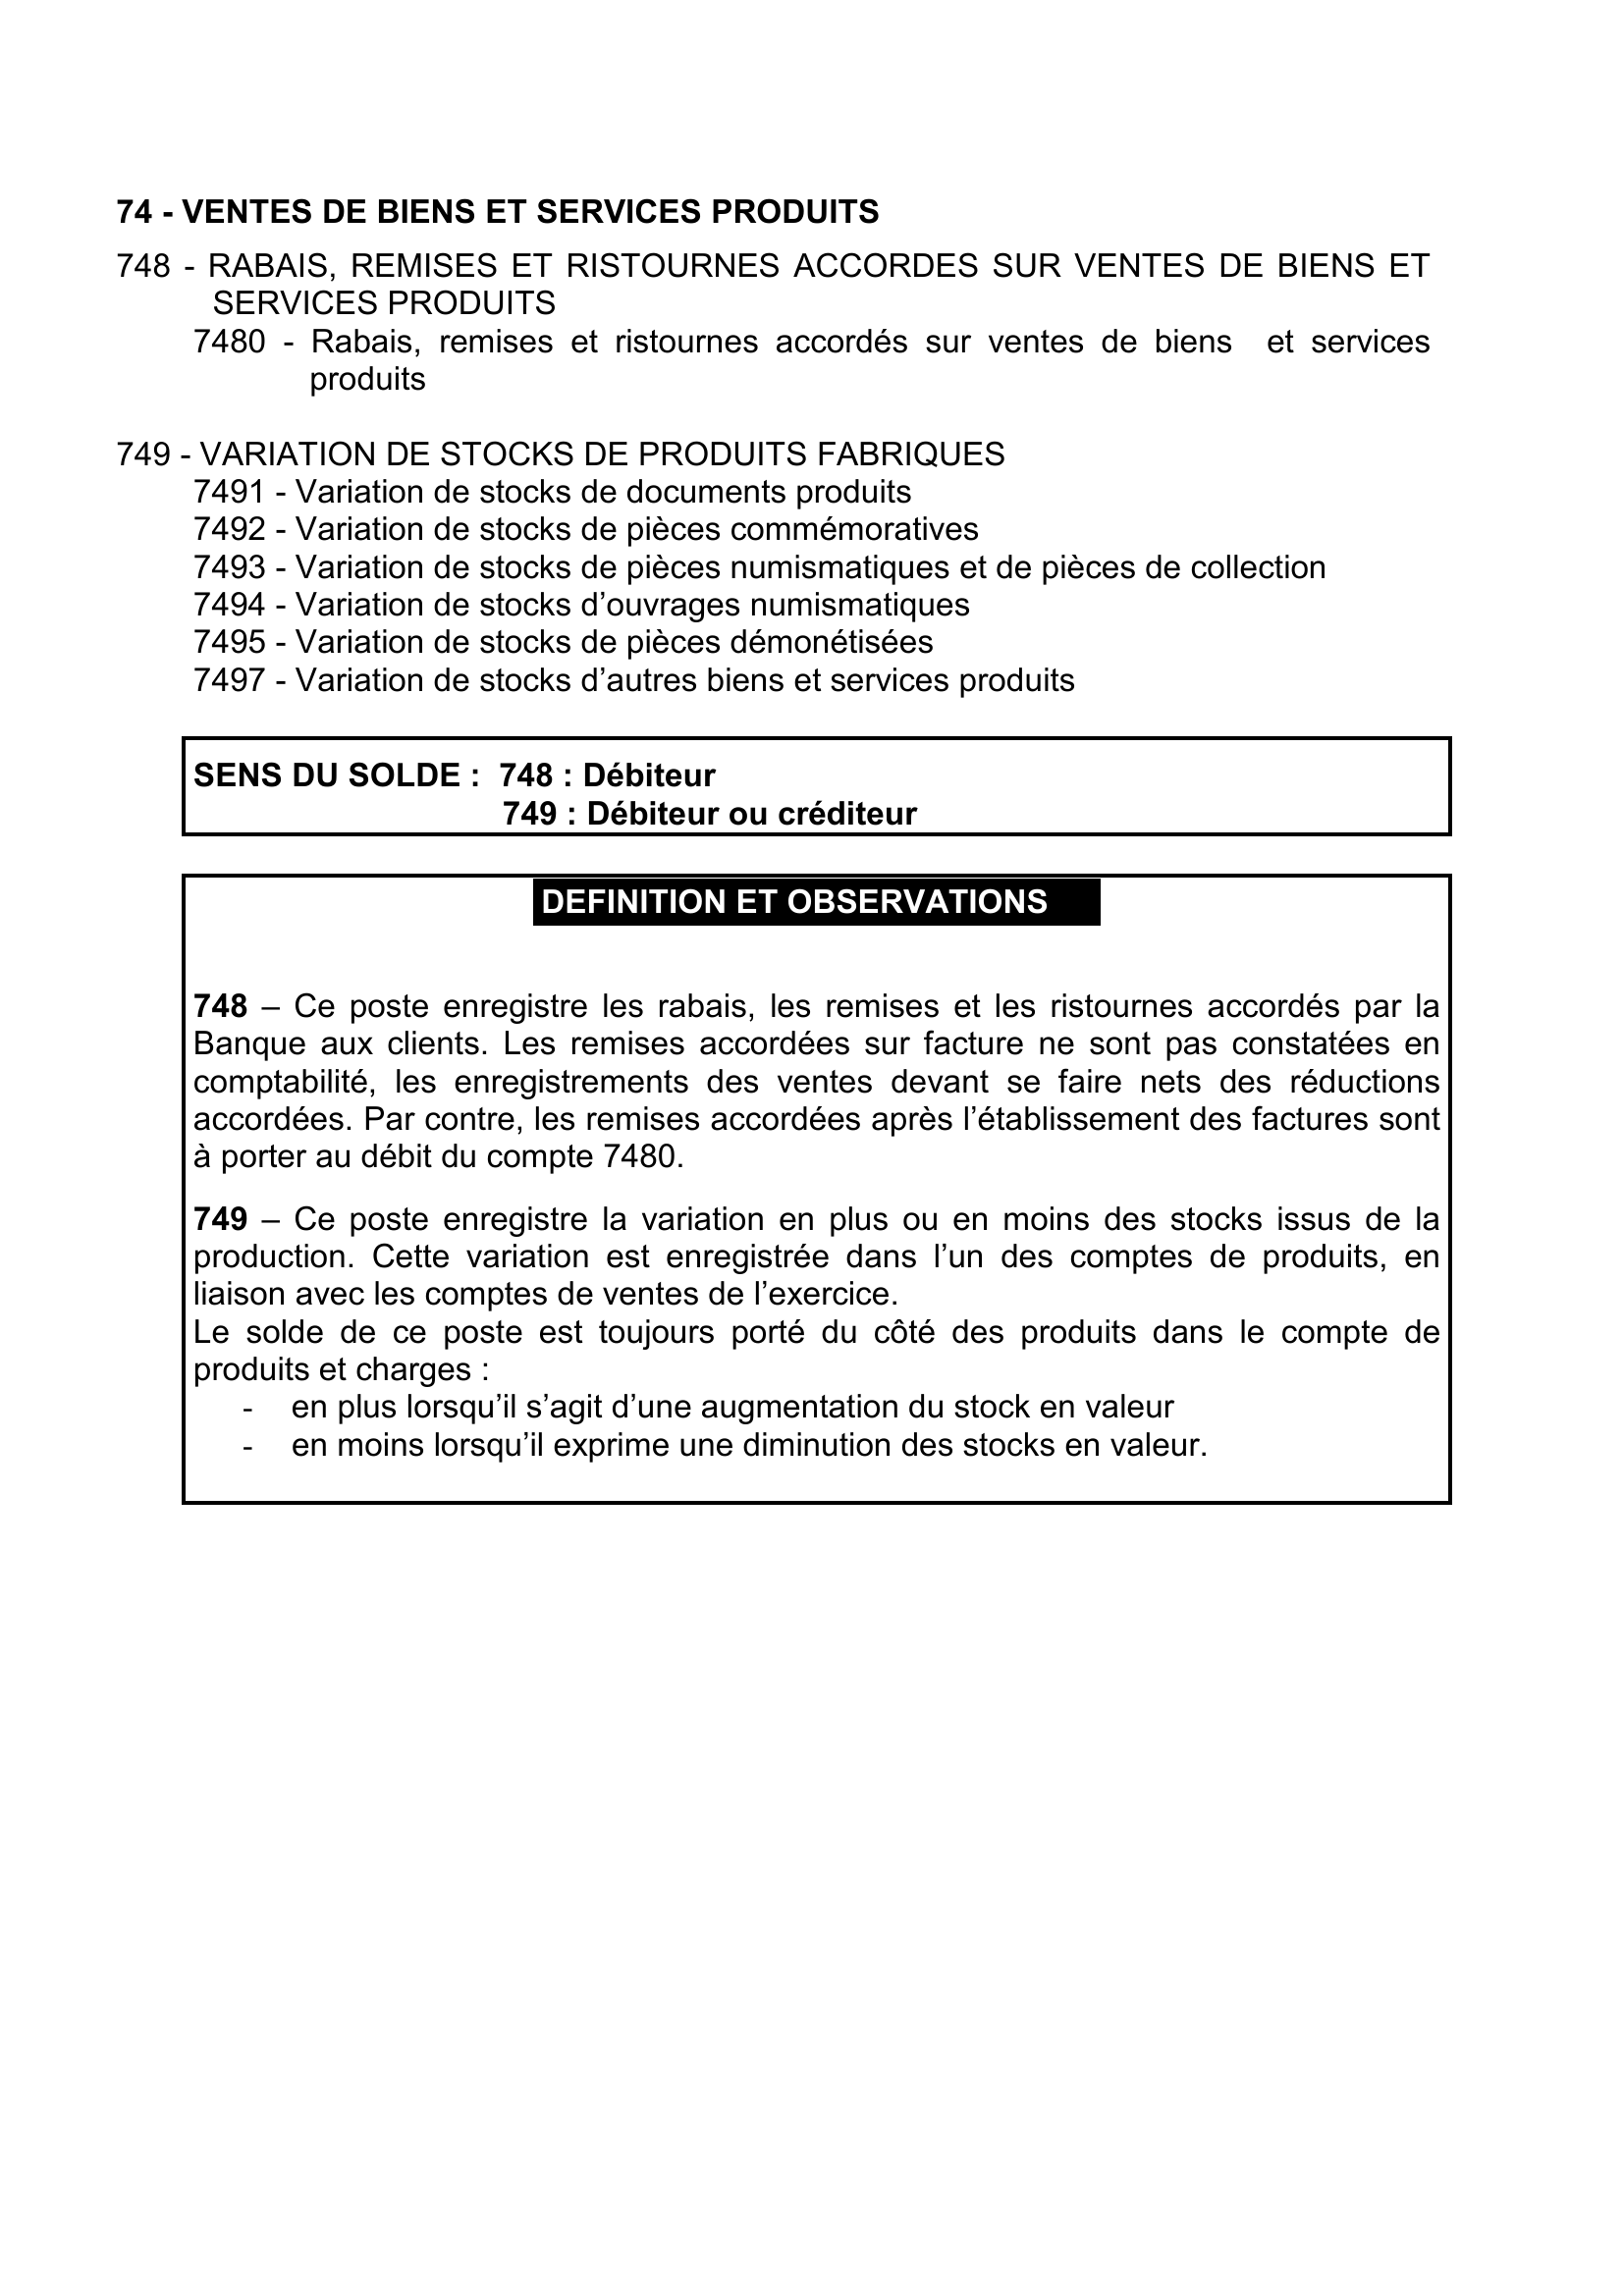 74 - VENTES DE BIENS ET SERVICES PRODUITS
748 - RABAIS, REMISES ET RISTOURNES ACCORDES SUR VENTES DE BIENS ET
SERVICES PRODUITS
7480 - Rabais, remises et ristournes accordés sur ventes de biens et services
produits
749 - VARIATION DE STOCKS DE PRODUITS FABRIQUES
7491 - Variation de stocks de documents produits
7492 - Variation de stocks de pièces commémoratives
7493 - Variation de stocks de pièces numismatiques et de pièces de collection
7494 - Variation de stocks d’ouvrages numismatiques
7495 - Variation de stocks de pièces démonétisées
7497 - Variation de stocks d’autres biens et services produits
SENS DU SOLDE : 748 : Débiteur
749 : Débiteur ou créditeur
DEFINITION ET OBSERVATIONS
748 – Ce poste enregistre les rabais, les remises et les ristournes accordés par la
Banque aux clients. Les remises accordées sur facture ne sont pas constatées en
comptabilité, les enregistrements des ventes devant se faire nets des réductions
accordées. Par contre, les remises accordées après l’établissement des factures sont
à porter au débit du compte 7480.
749 – Ce poste enregistre la variation en plus ou en moins des stocks issus de la
production. Cette variation est enregistrée dans l’un des comptes de produits, en
liaison avec les comptes de ventes de l’exercice.
Le solde de ce poste est toujours porté du côté des produits dans le compte de
produits et charges :
- en plus lorsqu’il s’agit d’une augmentation du stock en valeur
- en moins lorsqu’il exprime une diminution des stocks en valeur.